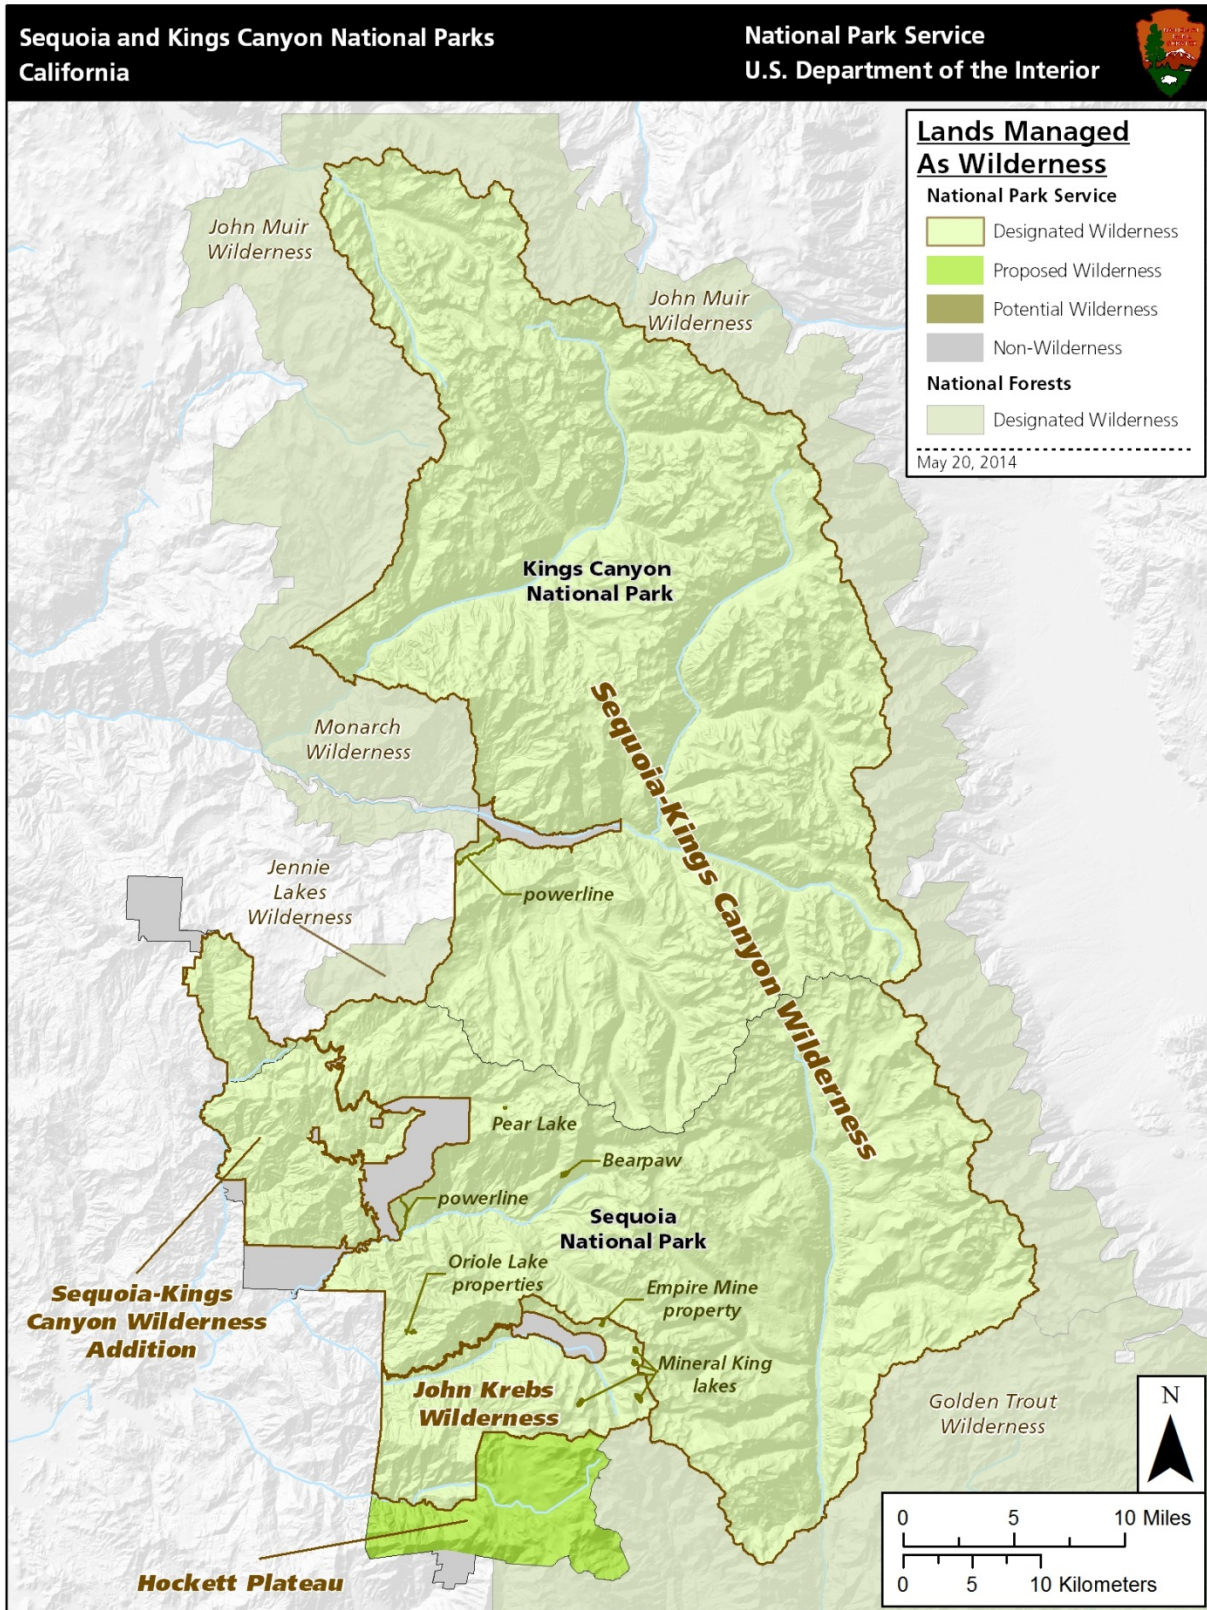 Sequoia and Kings Canyon National Parks
California
National Park Service
U.S. Department of the Interior
Lands Managed
As Wilderness
National Park Service
Designated Wilderness
Proposed Wilderness
Potential Wilderness
Non-Wilderness
National Forests
Designated Wilderness
May 20, 2014
John Muir
Wilderness
John Muir
Wilderness
Kings Canyon
National Park
Sequoia-Kings Canyon Wilderness
Monarch
Wilderness
Jennie
Lakes
Wilderness
powerline
Pear Lake
Bearpaw
powerline
Sequoia
National Park
Oriole Lake
properties
Empire Mine
property
Sequoia-Kings
Canyon Wilderness
Addition
Mineral King
lakes
John Krebs
Wilderness
Golden Trout
Wilderness
Hockett Plateau
N
0 5 10 Miles
0 5 10 Kilometers